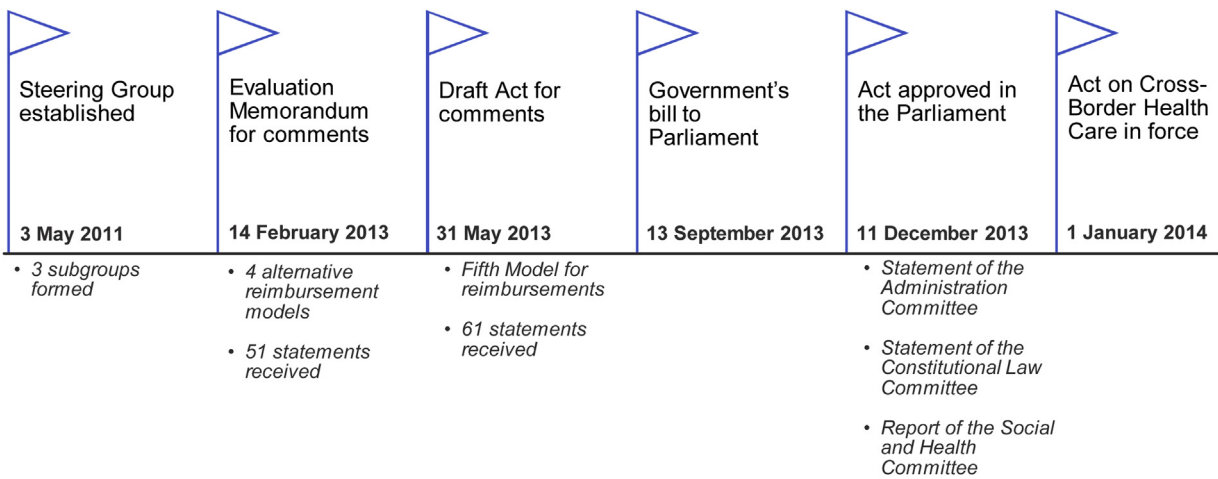 Steering Group
established
3 May 2011
• 3 subgroups
formed
Evaluation
Memorandum
for comments
14 February 2013
• 4 alternative
reimbursement
models
• 51 statements
received
Draft Act for
comments
31 May 2013
• Fifth Model for
reimbursements
• 61 statements
received
Government’s
bill to
Parliament
13 September 2013
Act approved in
the Parliament
11 December 2013
• Statement of the
Administration
Committee
• Statement of the
Constitutional Law
Committee
• Report of the Social
and Health
Committee
Act on Cross-
Border Health
Care in force
1 January 2014